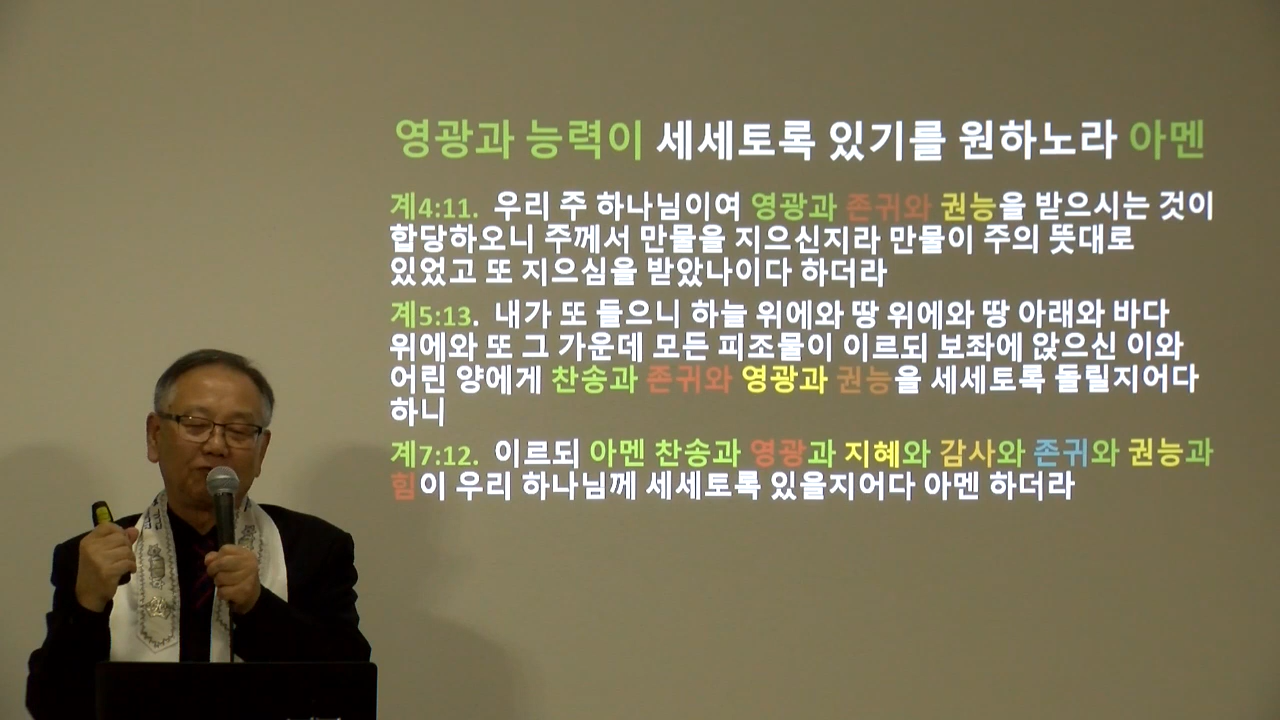 영광과 능력이 세세토록 있기를 원하노라 아멘
계4:11. 우리 주 하나님이여 영광과 존귀와 권능을 받으시는 것이
합당하오니 주께서 만물을 지으신지라 만물이 주의 뜻대로
있었고 또 지으심을 받았나이다 하더라
계5:13. 내가 또 들으니 하늘 위에와 땅 위에와 땅 아래와 바다
위에와 또 그 가운데 모든 피조물이 이르되 보좌에 앉으신 이와
어린 양에게 찬송과 존귀와 영광과 권능을 세세토록 돌릴지어다
하니
계7:12. 이르되 아멘 찬송과 영광과 지혜와 감사와 존귀와 권능과
힘이 우리 하나님께 세세토록 있을지어다 아멘 하더라